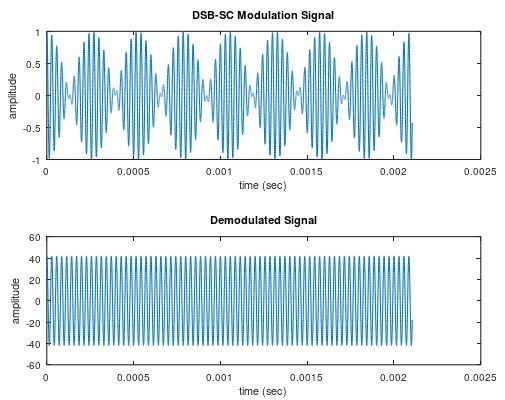 DSB-SC Modulation Signal
1
0.5
0
-0.5
-1
amplitude
0 0.0005 0.001 0.0015 0.002 0.0025
time (sec)
Demodulated Signal
60
40
20
0
-20
-40
-60
amplitude
0 0.0005 0.001 0.0015 0.002 0.0025
time (sec)